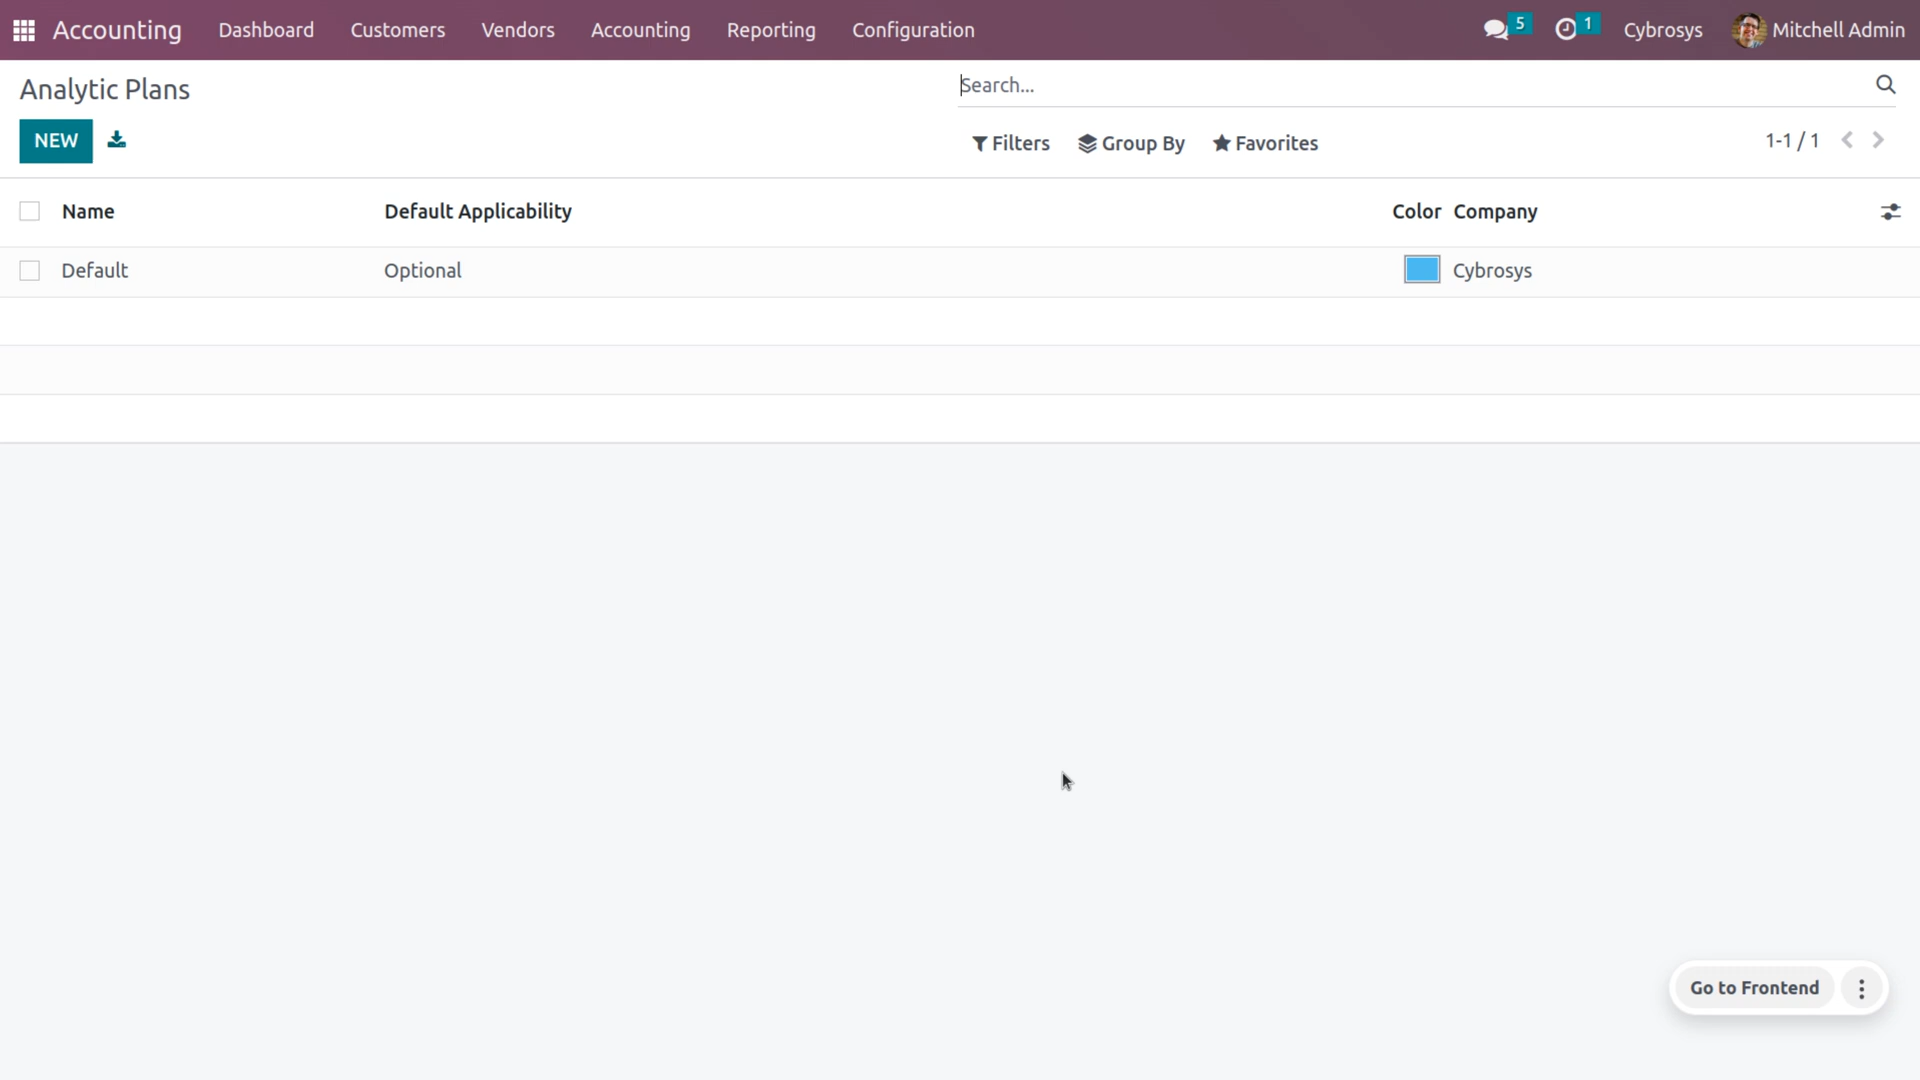 Accounting Dashboard Customers Vendors Accounting Reporting Configuration 5 1 Cybrosys Mitchell Admin
Analytic Plans Search...
NEW Filters Group By Favorites 1-1 / 1
Name Default Applicability Color Company
Default Optional Cybrosys
Go to Frontend